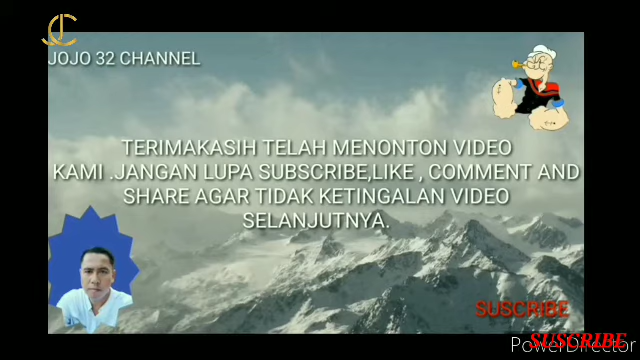 JC
JOJO 32 CHANNEL
TERIMAKASIH TELAH MENONTON VIDEO
KAMI .JANGAN LUPA SUBSCRIBE,LIKE , COMMENT AND
SHARE AGAR TIDAK KETINGALAN VIDEO
SELANJUTNYA.
SUSCRIBE
SUSCRIBE
PowerDirector